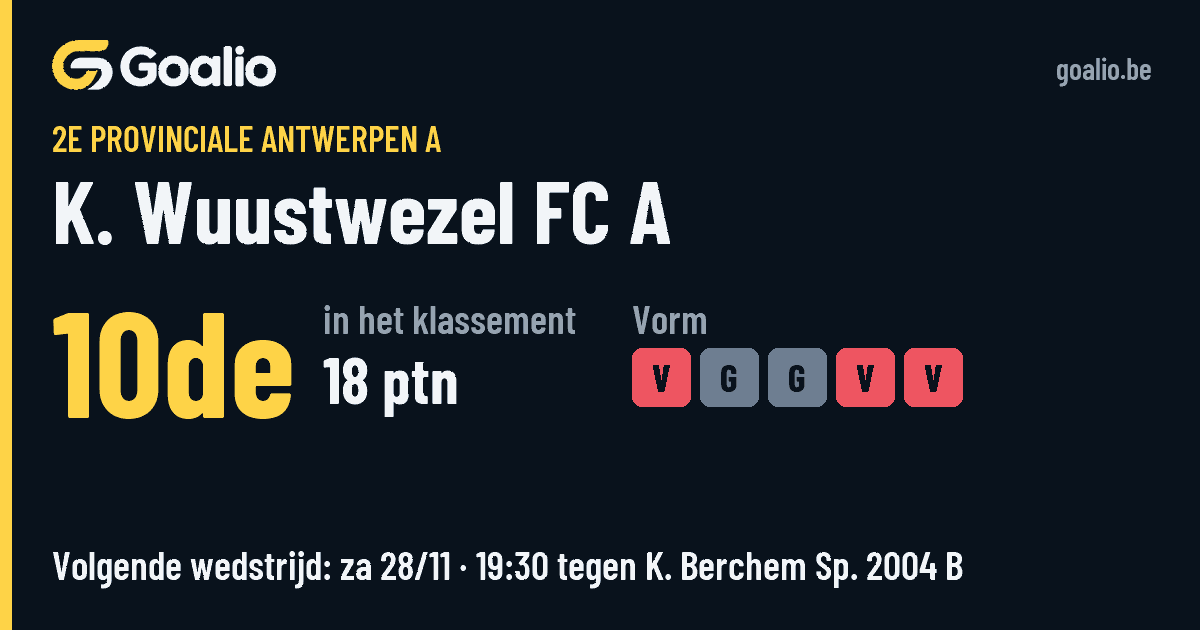 Goalio
goalio.be
2E PROVINCIALE ANTWERPEN A
K. Wuustwezel FC A
10de
in het klassement
18 ptn
Vorm
V G G V V
Volgende wedstrijd: za 28/11 · 19:30 tegen K. Berchem Sp. 2004 B